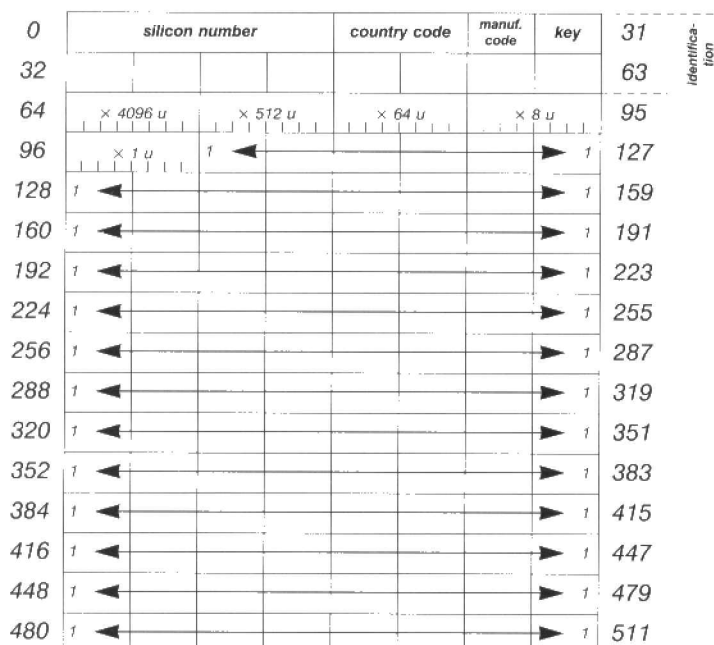 0 silicon number country code manuf. code key 31
32 63
identifica-
tion
64 × 4096 u × 512 u × 64 u × 8 u 95
96 × 1 u 1 1 127
128 1 1 159
160 1 1 191
192 1 1 223
224 1 1 255
256 1 1 287
288 1 1 319
320 1 1 351
352 1 1 383
384 1 1 415
416 1 1 447
448 1 1 479
480 1 1 511